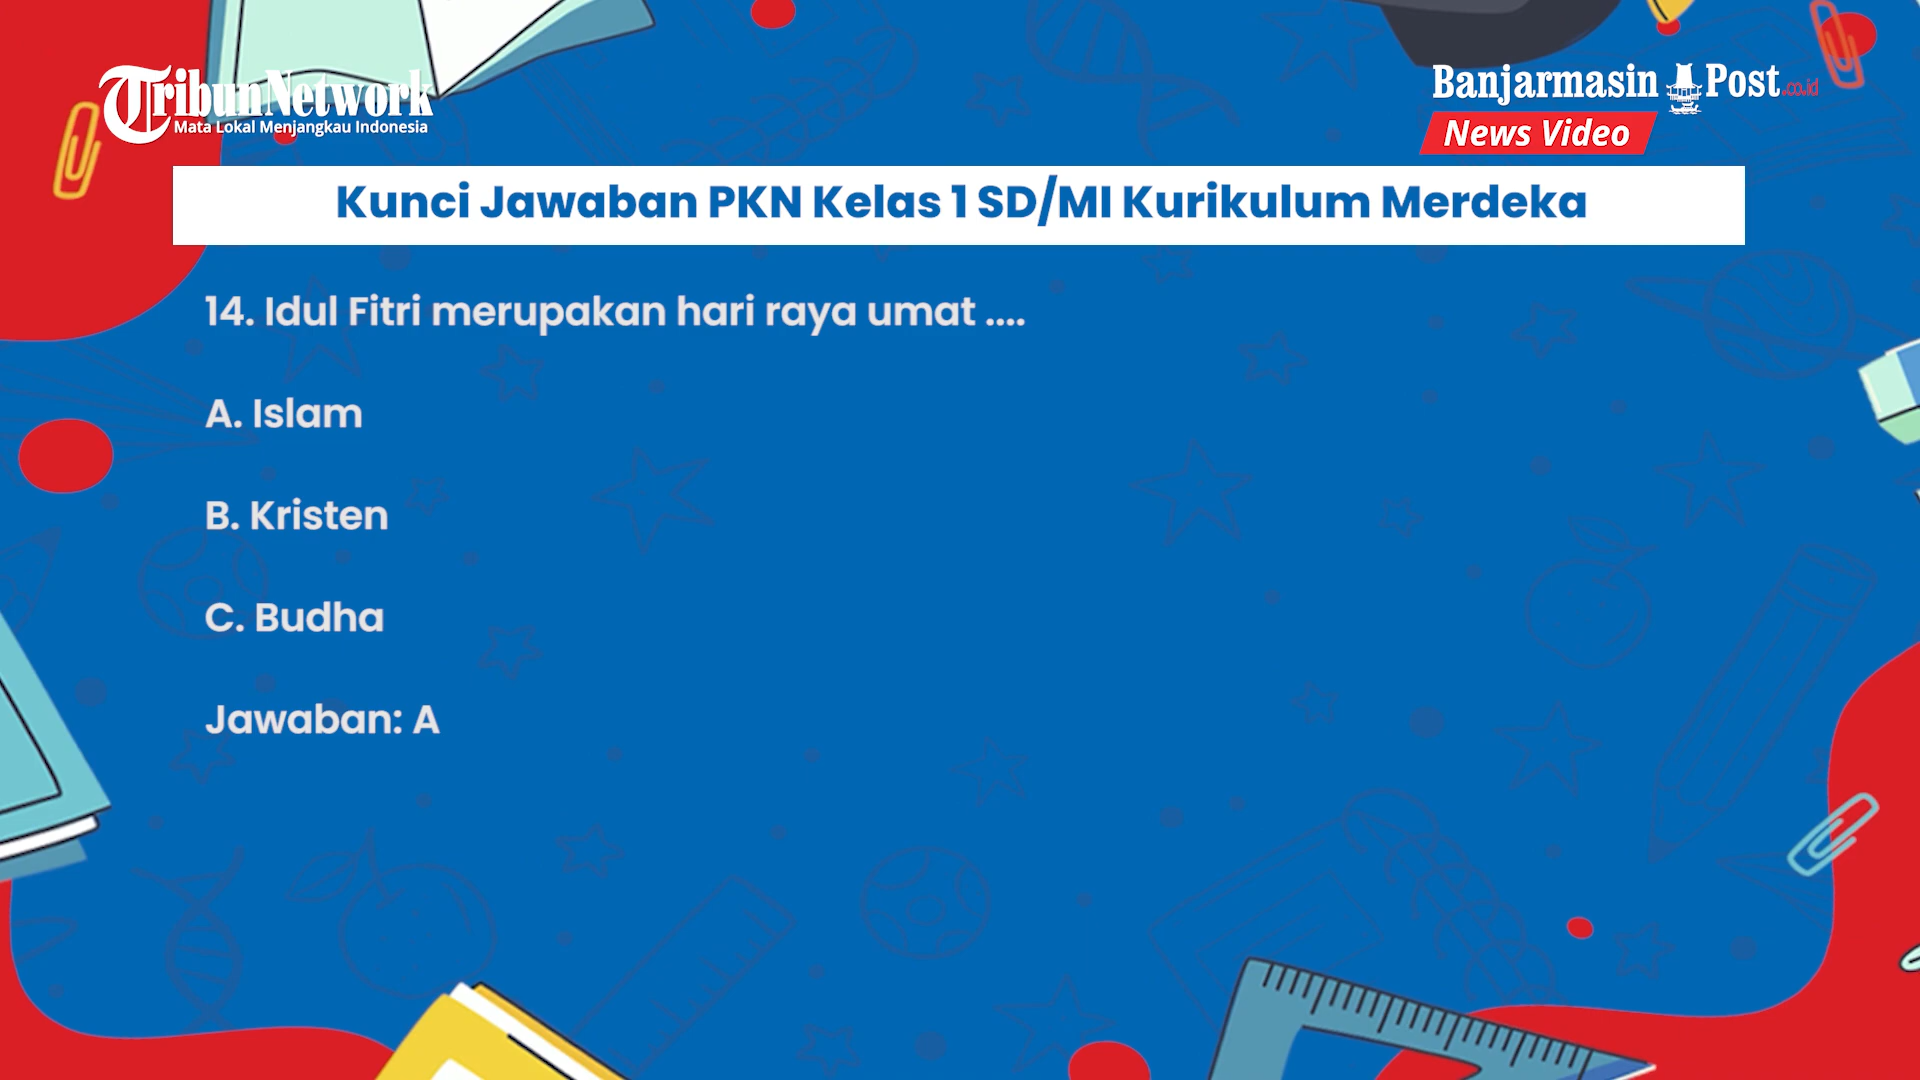 TribunNetwork
Mata Lokal Menjangkau Indonesia
Banjarmasin Post.co.id
News Video
Kunci Jawaban PKN Kelas 1 SD/MI Kurikulum Merdeka
14. Idul Fitri merupakan hari raya umat ....
A. Islam
B. Kristen
C. Budha
Jawaban: A